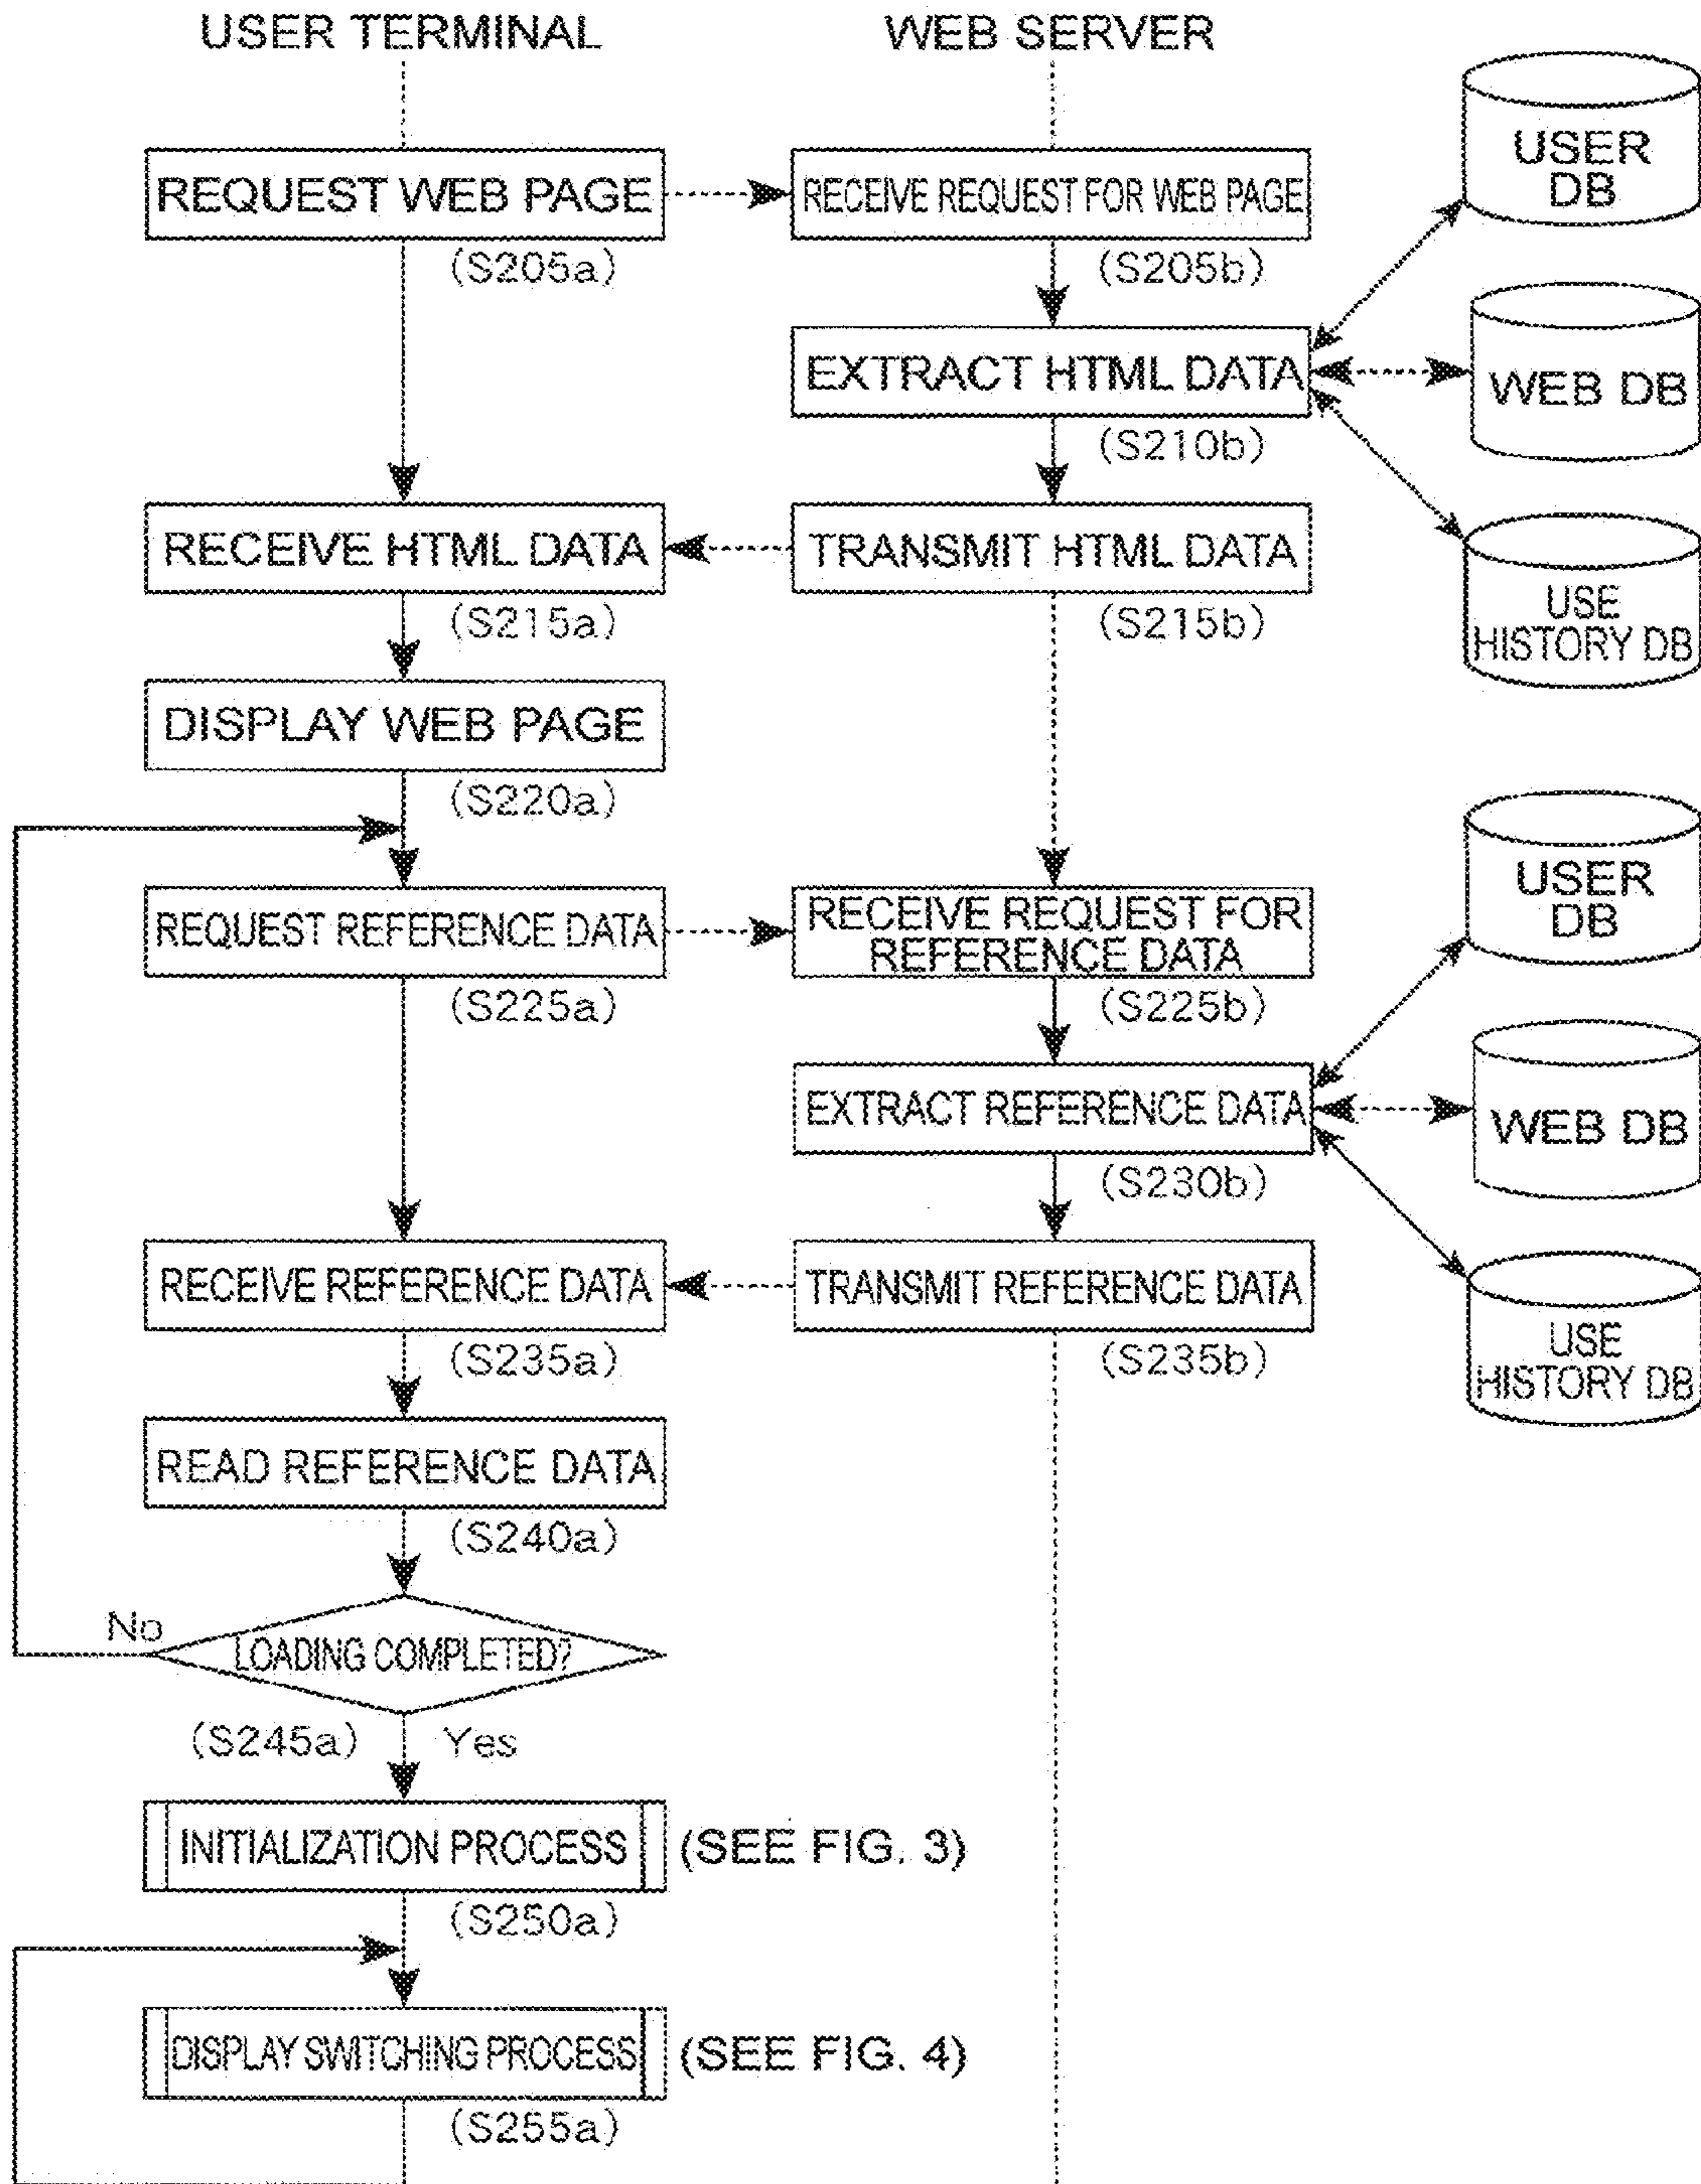 USER TERMINAL
WEB SERVER
REQUEST WEB PAGE
(S205a)
RECEIVE REQUEST FOR WEB PAGE
(S205b)
USER
DB
EXTRACT HTML DATA
(S210b)
WEB DB
RECEIVE HTML DATA
(S215a)
TRANSMIT HTML DATA
(S215b)
USE
HISTORY DB
DISPLAY WEB PAGE
(S220a)
REQUEST REFERENCE DATA
(S225a)
RECEIVE REQUEST FOR
REFERENCE DATA
(S225b)
USER
DB
EXTRACT REFERENCE DATA
(S230b)
WEB DB
RECEIVE REFERENCE DATA
(S235a)
TRANSMIT REFERENCE DATA
(S235b)
USE
HISTORY DB
READ REFERENCE DATA
(S240a)
No
LOADING COMPLETED?
(S245a)
Yes
INITIALIZATION PROCESS
(SEE FIG. 3)
(S250a)
DISPLAY SWITCHING PROCESS
(SEE FIG. 4)
(S255a)